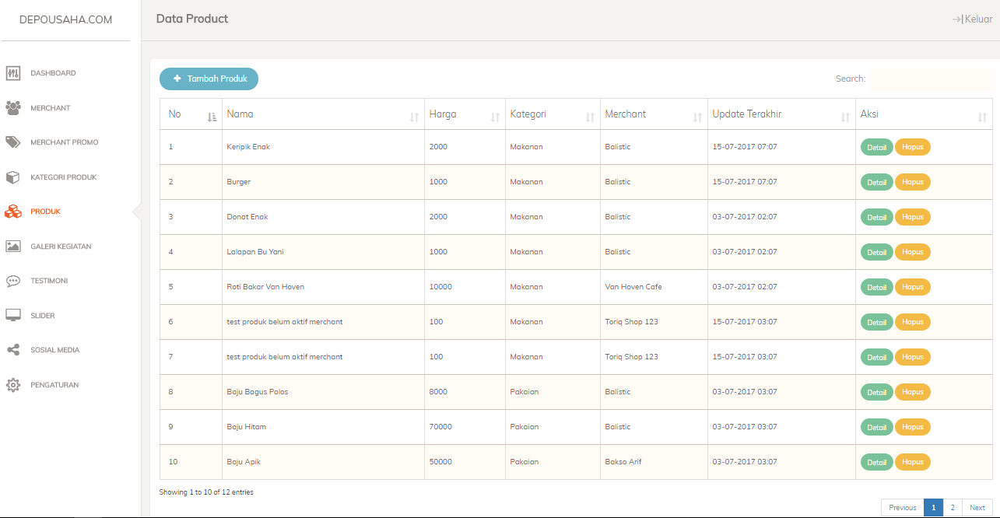 DEPOUSAHA.COM
Data Product
Keluar
DASHBOARD
MERCHANT
MERCHANT PROMO
KATEGORI PRODUK
PRODUK
GALERI KEGIATAN
TESTIMONI
SLIDER
SOSIAL MEDIA
PENGATURAN
Tambah Produk
Search:
No Nama Harga Kategori Merchant Update Terakhir Aksi
1 Keripik Enak 2000 Makanan Balistic 15-07-2017 07:07 Detail Hapus
2 Burger 1000 Makanan Balistic 15-07-2017 07:07 Detail Hapus
3 Donat Enak 2000 Makanan Balistic 03-07-2017 02:07 Detail Hapus
4 Lalapan Bu Yani 1000 Makanan Balistic 03-07-2017 02:07 Detail Hapus
5 Roti Bakar Van Hoven 10000 Makanan Van Hoven Cafe 03-07-2017 02:07 Detail Hapus
6 test produk belum aktif merchant 100 Makanan Toriq Shop 123 15-07-2017 03:07 Detail Hapus
7 test produk belum aktif merchant 100 Makanan Toriq Shop 123 15-07-2017 03:07 Detail Hapus
8 Baju Bagus Polos 8000 Pakaian Balistic 03-07-2017 03:07 Detail Hapus
9 Baju Hitam 70000 Pakaian Balistic 03-07-2017 03:07 Detail Hapus
10 Baju Apik 50000 Pakaian Bakso Arif 03-07-2017 03:07 Detail Hapus
Showing 1 to 10 of 12 entries
Previous 1 2 Next